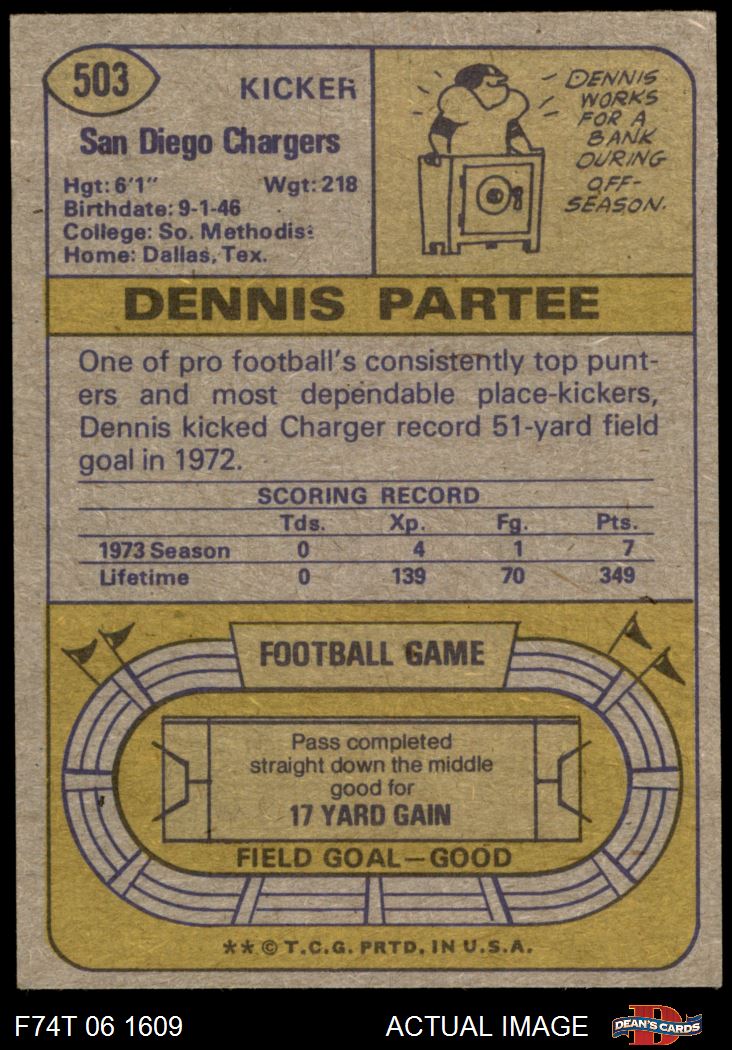 503
KICKER
San Diego Chargers
Hgt: 6'1" Wgt: 218
Birthdate: 9-1-46
College: So. Methodist
Home: Dallas, Tex.
DENNIS
WORKS
FOR A
BANK
DURING
OFF-
SEASON.
DENNIS PARTEE
One of pro football's consistently top punt-
ers and most dependable place-kickers,
Dennis kicked Charger record 51-yard field
goal in 1972.
SCORING RECORD
Tds. Xp. Fg. Pts.
1973 Season 0 4 1 7
Lifetime 0 139 70 349
FOOTBALL GAME
Pass completed
straight down the middle
good for
17 YARD GAIN
FIELD GOAL—GOOD
** © T.C.G. PRTD. IN U.S.A.
F74T 06 1609 ACTUAL IMAGE
D
DEAN'S CARDS